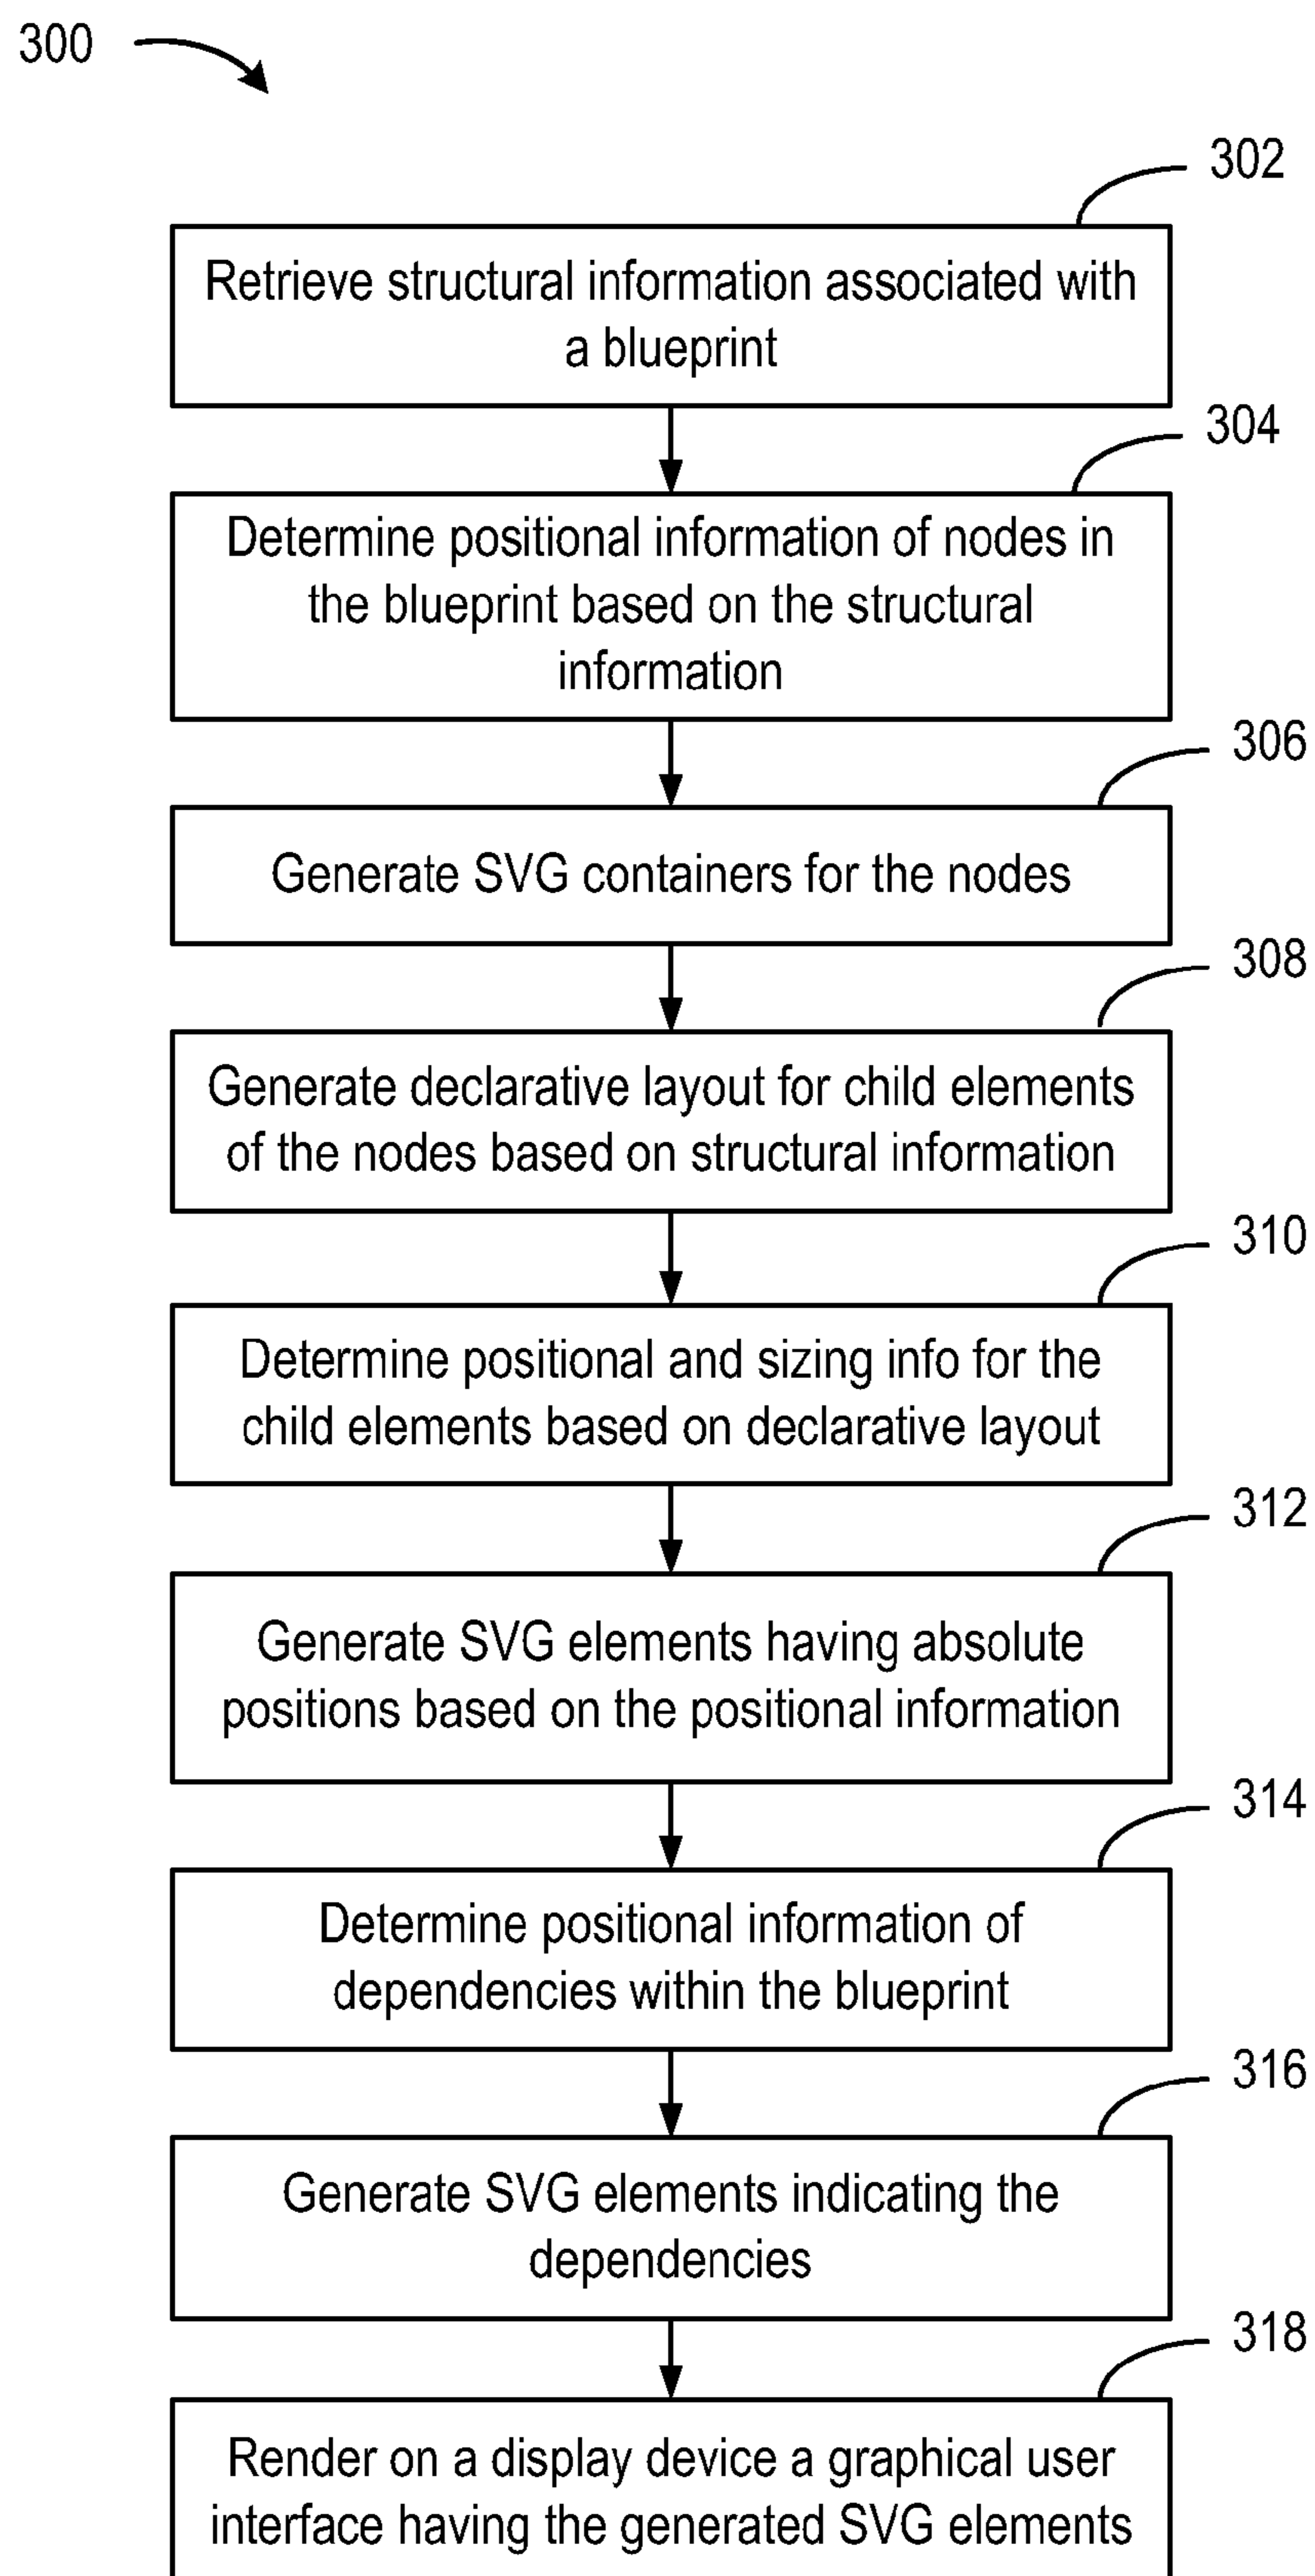 300
302
Retrieve structural information associated with
a blueprint
304
Determine positional information of nodes in
the blueprint based on the structural
information
306
Generate SVG containers for the nodes
308
Generate declarative layout for child elements
of the nodes based on structural information
310
Determine positional and sizing info for the
child elements based on declarative layout
312
Generate SVG elements having absolute
positions based on the positional information
314
Determine positional information of
dependencies within the blueprint
316
Generate SVG elements indicating the
dependencies
318
Render on a display device a graphical user
interface having the generated SVG elements